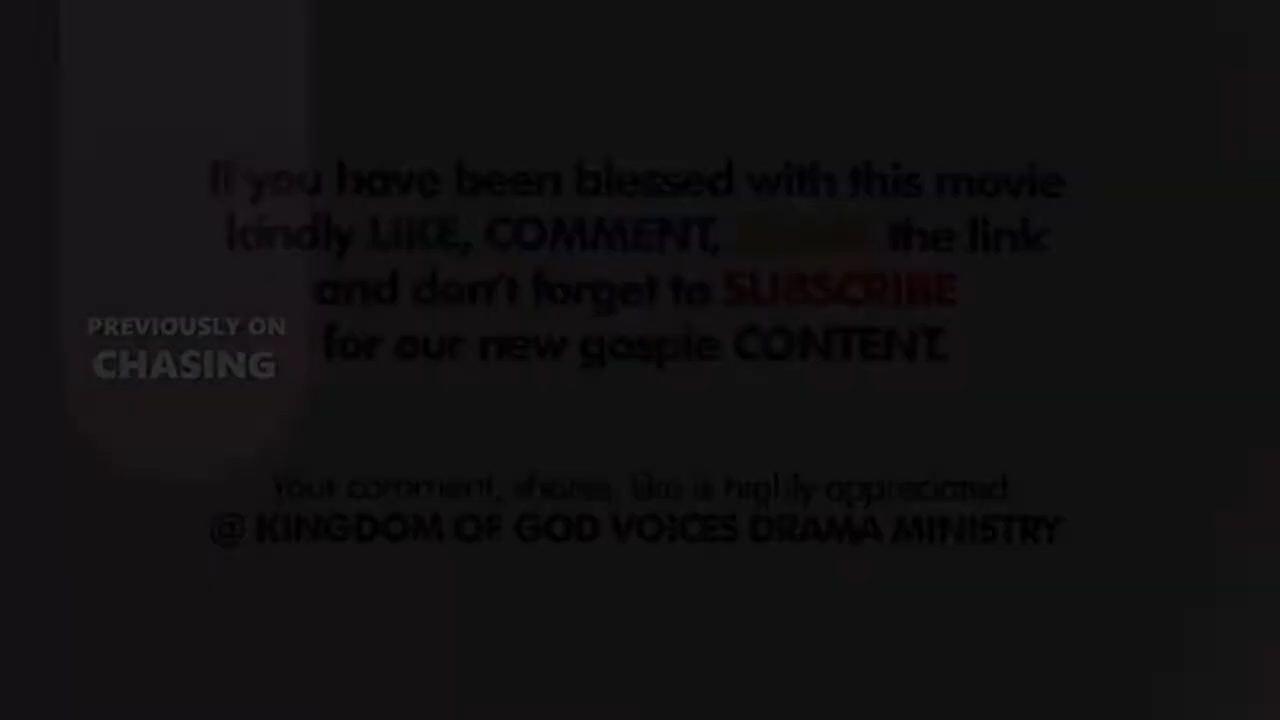 If you have been blessed with this movie
kindly LIKE, COMMENT, the link
and don't forget to SUBSCRIBE
for our new gosple CONTENT.
PREVIOUSLY ON
CHASING
Your comment, shares, like is highly appreciated
@ KINGDOM OF GOD VOICES DRAMA MINISTRY